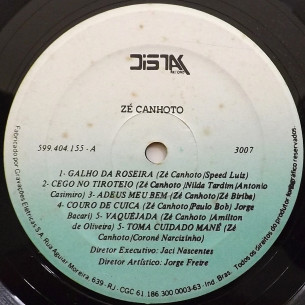 DISTAK
ZÉ CANHOTO
599.404.155-A
3007
1- GALHO DA ROSEIRA (Zé Canhoto/Speed Luiz)
2- CEGO NO TIROTEIO (Zé Canhoto/Nilda Tardim/Antonio
Casimiro) 3- ADEUS MEU BEM (Zé Canhoto/Zé Biriba)
4- COURO DE CUICA (Zé Canhoto/Paulo Bob/Jorge
Bacari) 5- VAQUEJADA (Zé Canhoto/Amilton
de Oliveira) 5- TOMA CUIDADO MANÉ (Zé
Canhoto/Coroné Narcizinho)
Diretor Executivo: Jaci Nascentes
Diretor Artístico: Jorge Freire
Fabricado por Gravações Elétricas S.A. Rua Aguiar Moreira, 639-RJ-CGC 61 186 300 0003-63 Ind. Bras. Todos os direitos do produtor reservados